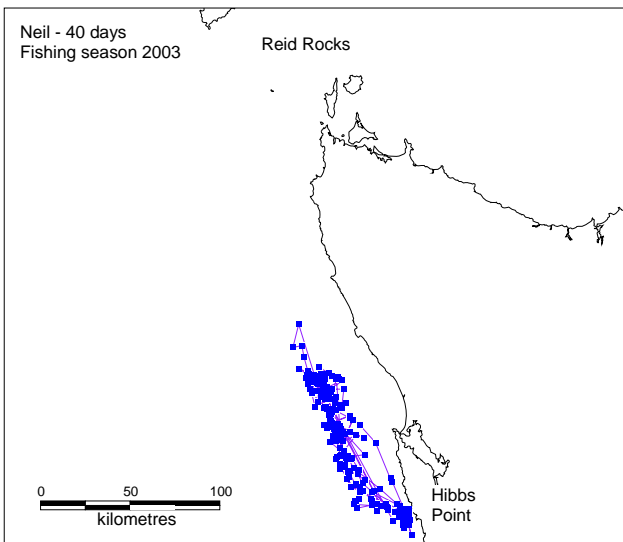 Neil - 40 days
Fishing season 2003
Reid Rocks
Hibbs
Point
0 50 100
kilometres